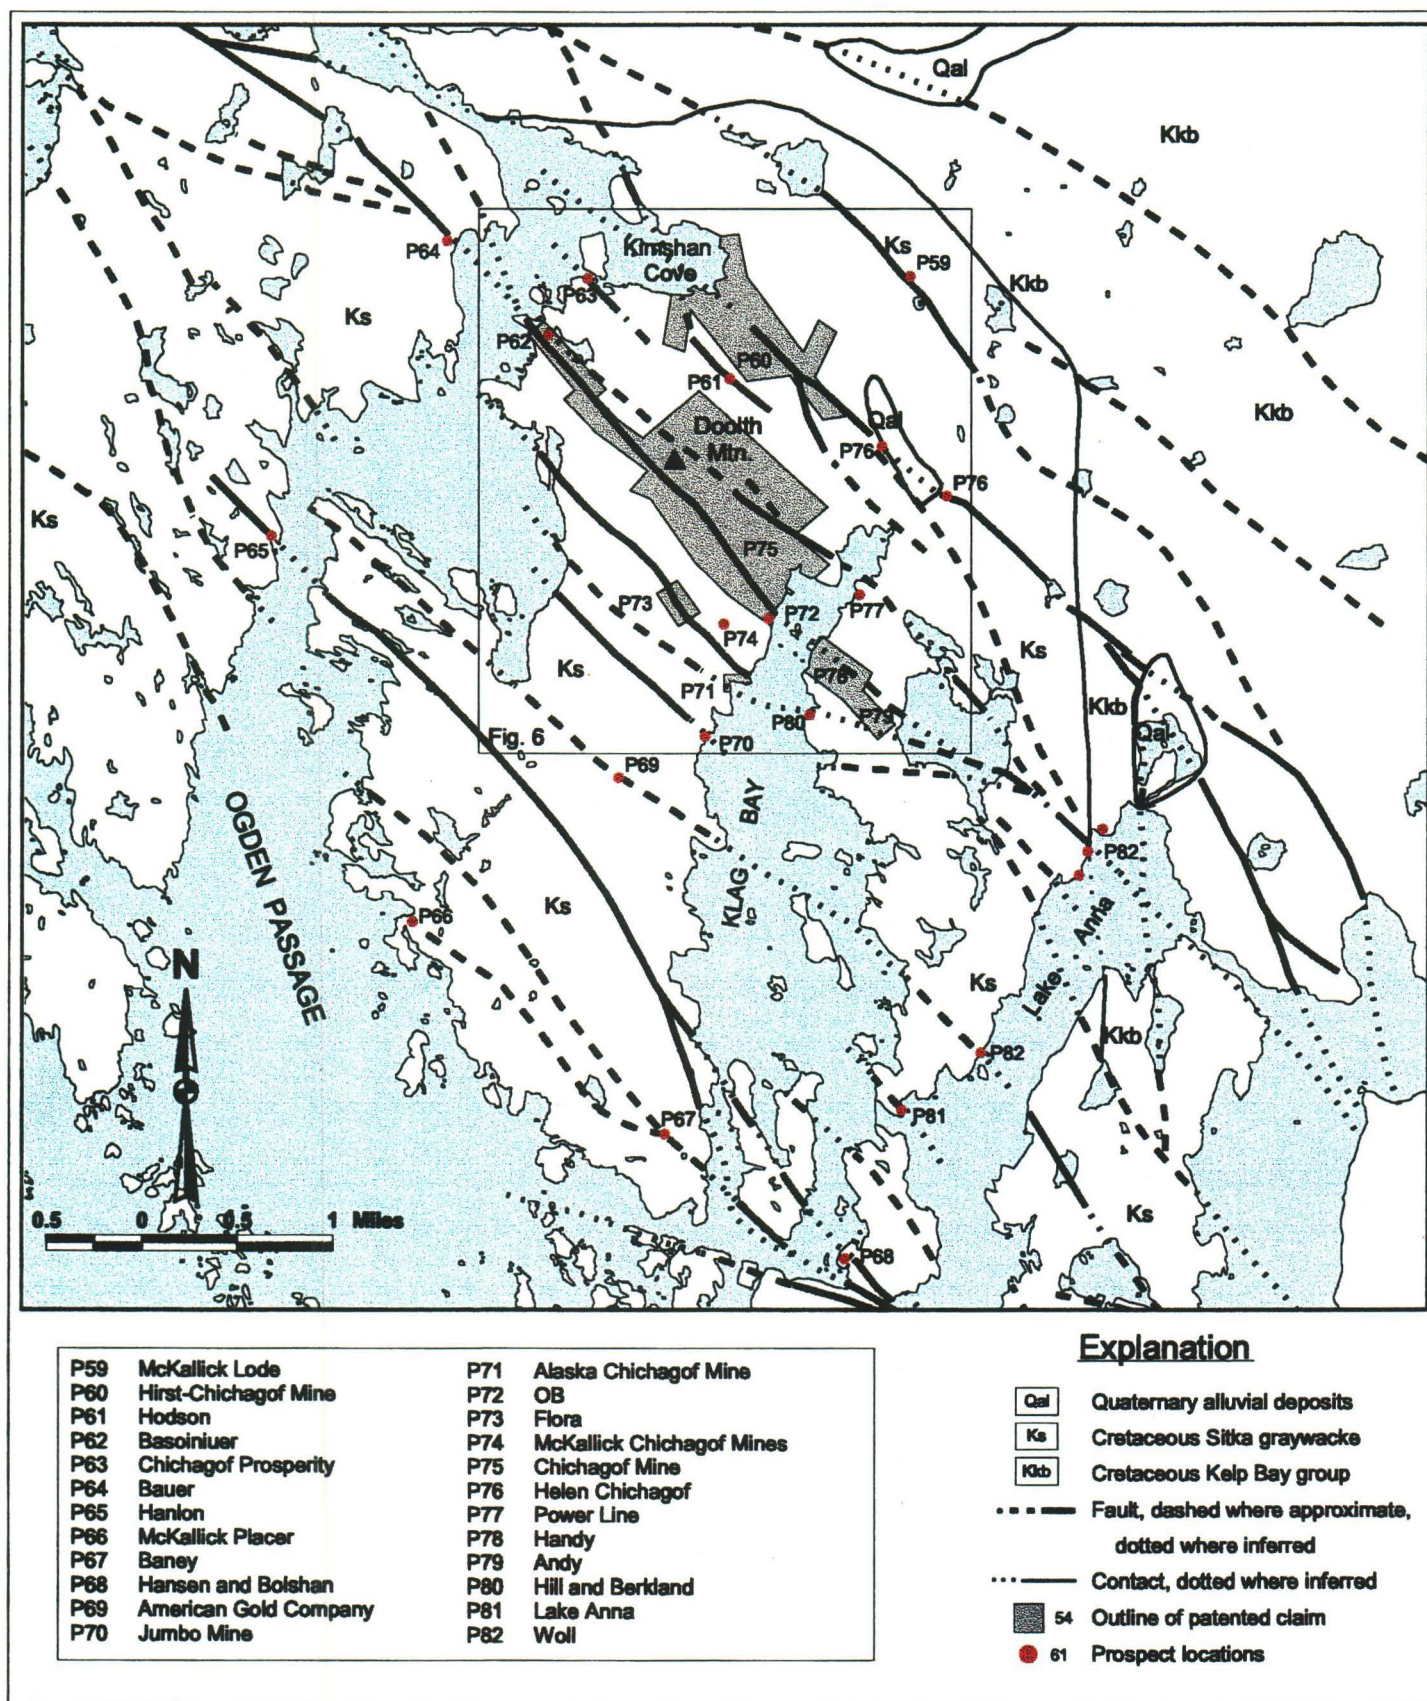 Qal
Kkb
Ks
P59
P64
Kimshan
Cove
P63
Kkb
Ks
P62
P60
P61
Kkb
Qal
Doolth
Mtn.
P76
P76
Ks
P65
P75
P73
P77
P72
P74
Ks
Ks
P71
P78
Kkb
P79
P80
Qal
Fig. 6
P70
P69
OGDEN PASSAGE
KLAG BAY
P82
Ks
P66
Lake Anna
N
Ks
Kkb
P82
P81
P67
Ks
0.5 0 0.5 1 Miles
P68
P59 McKallick Lode
P60 Hirst-Chichagof Mine
P61 Hodson
P62 Basoiniuer
P63 Chichagof Prosperity
P64 Bauer
P65 Hanlon
P66 McKallick Placer
P67 Baney
P68 Hansen and Bolshan
P69 American Gold Company
P70 Jumbo Mine
P71 Alaska Chichagof Mine
P72 OB
P73 Flora
P74 McKallick Chichagof Mines
P75 Chichagof Mine
P76 Helen Chichagof
P77 Power Line
P78 Handy
P79 Andy
P80 Hill and Berkland
P81 Lake Anna
P82 Woll
Explanation
Qal Quaternary alluvial deposits
Ks Cretaceous Sitka graywacke
Kkb Cretaceous Kelp Bay group
Fault, dashed where approximate,
dotted where inferred
Contact, dotted where inferred
54 Outline of patented claim
61 Prospect locations